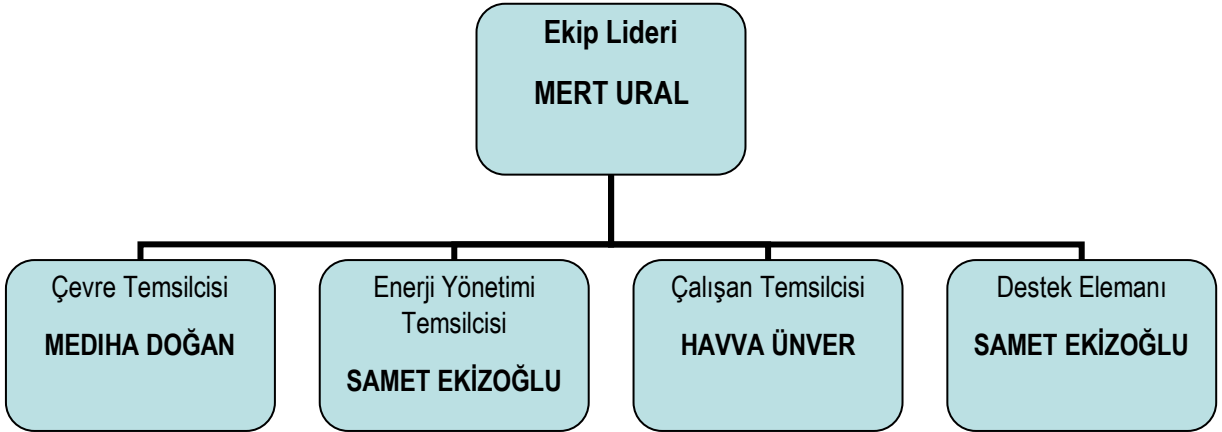 Ekip Lideri
MERT URAL
Çevre Temsilcisi
MEDIHA DOĞAN
Enerji Yönetimi
Temsilcisi
SAMET EKİZOĞLU
Çalışan Temsilcisi
HAVVA ÜNVER
Destek Elemanı
SAMET EKİZOĞLU